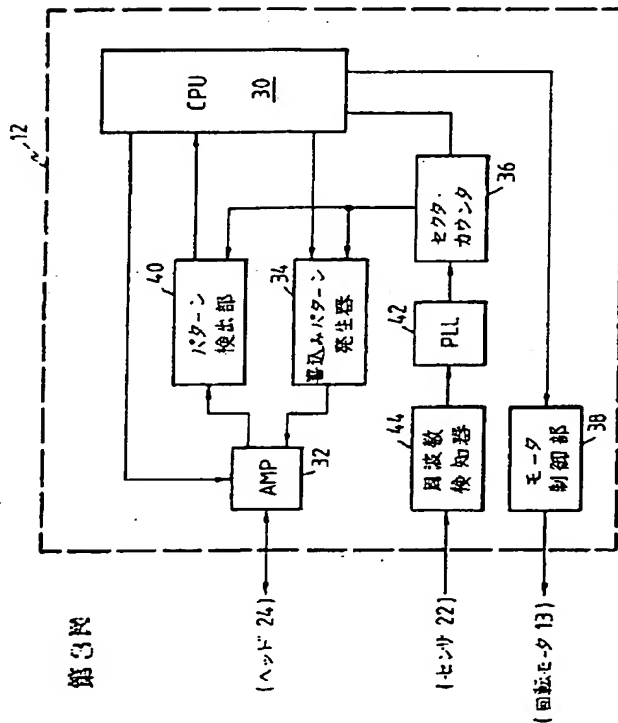 第3図
12
CPU
30
40
パターン
検出部
34
書込みパターン
発生器
セクタ・
カウンタ
36
42
PLL
AMP
32
44
周波数
検知器
モータ
制御部
38
(ヘッド 24)
(センサ 22)
(回転モータ 13)